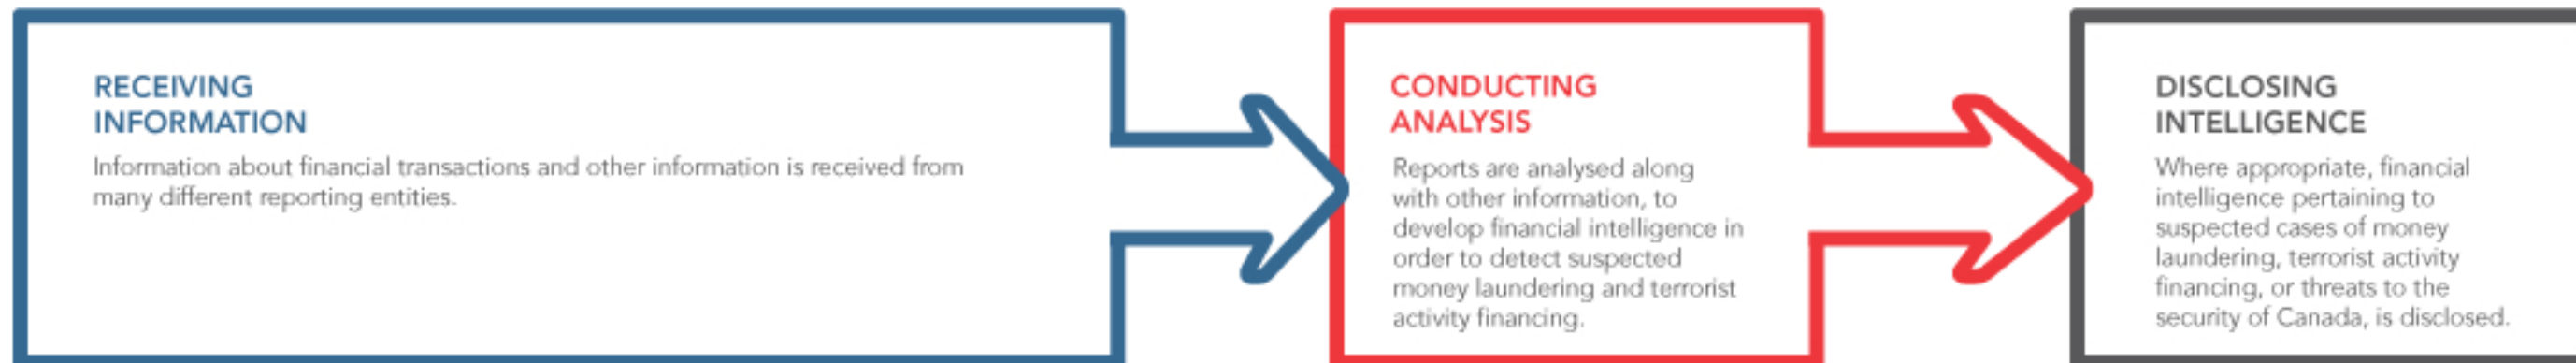 RECEIVING
INFORMATION
Information about financial transactions and other information is received from
many different reporting entities.
CONDUCTING
ANALYSIS
Reports are analysed along
with other information, to
develop financial intelligence in
order to detect suspected
money laundering and terrorist
activity financing.
DISCLOSING
INTELLIGENCE
Where appropriate, financial
intelligence pertaining to
suspected cases of money
laundering, terrorist activity
financing, or threats to the
security of Canada, is disclosed.